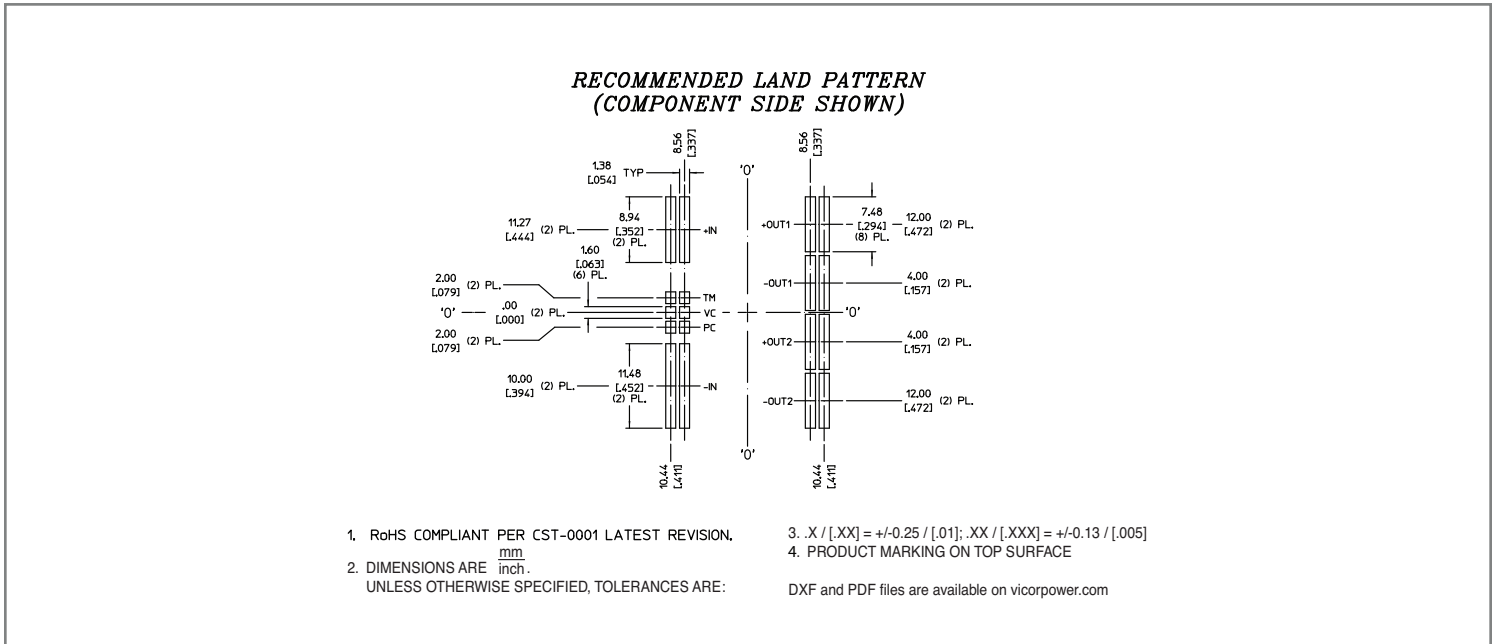 RECOMMENDED LAND PATTERN
(COMPONENT SIDE SHOWN)
8.56
[.337]
8.56
[.337]
1.38
[.054]
TYP
'0'
11.27
[.444]
(2) PL.
8.94
[.352]
(2) PL.
+IN
+OUT1
7.48
[.294]
(8) PL.
12.00
[.472]
(2) PL.
1.60
[.063]
(6) PL.
2.00
[.079]
(2) PL.
TM
-OUT1
4.00
[.157]
(2) PL.
'0'
.00
[.000]
(2) PL.
VC
'0'
2.00
[.079]
(2) PL.
PC
+OUT2
4.00
[.157]
(2) PL.
10.00
[.394]
(2) PL.
11.48
[.452]
(2) PL.
-IN
-OUT2
12.00
[.472]
(2) PL.
'0'
10.44
[.411]
10.44
[.411]
1. RoHS COMPLIANT PER CST-0001 LATEST REVISION.
2. DIMENSIONS ARE mm
inch.
UNLESS OTHERWISE SPECIFIED, TOLERANCES ARE:
3. .X / [.XX] = +/-0.25 / [.01]; .XX / [.XXX] = +/-0.13 / [.005]
4. PRODUCT MARKING ON TOP SURFACE
DXF and PDF files are available on vicorpower.com